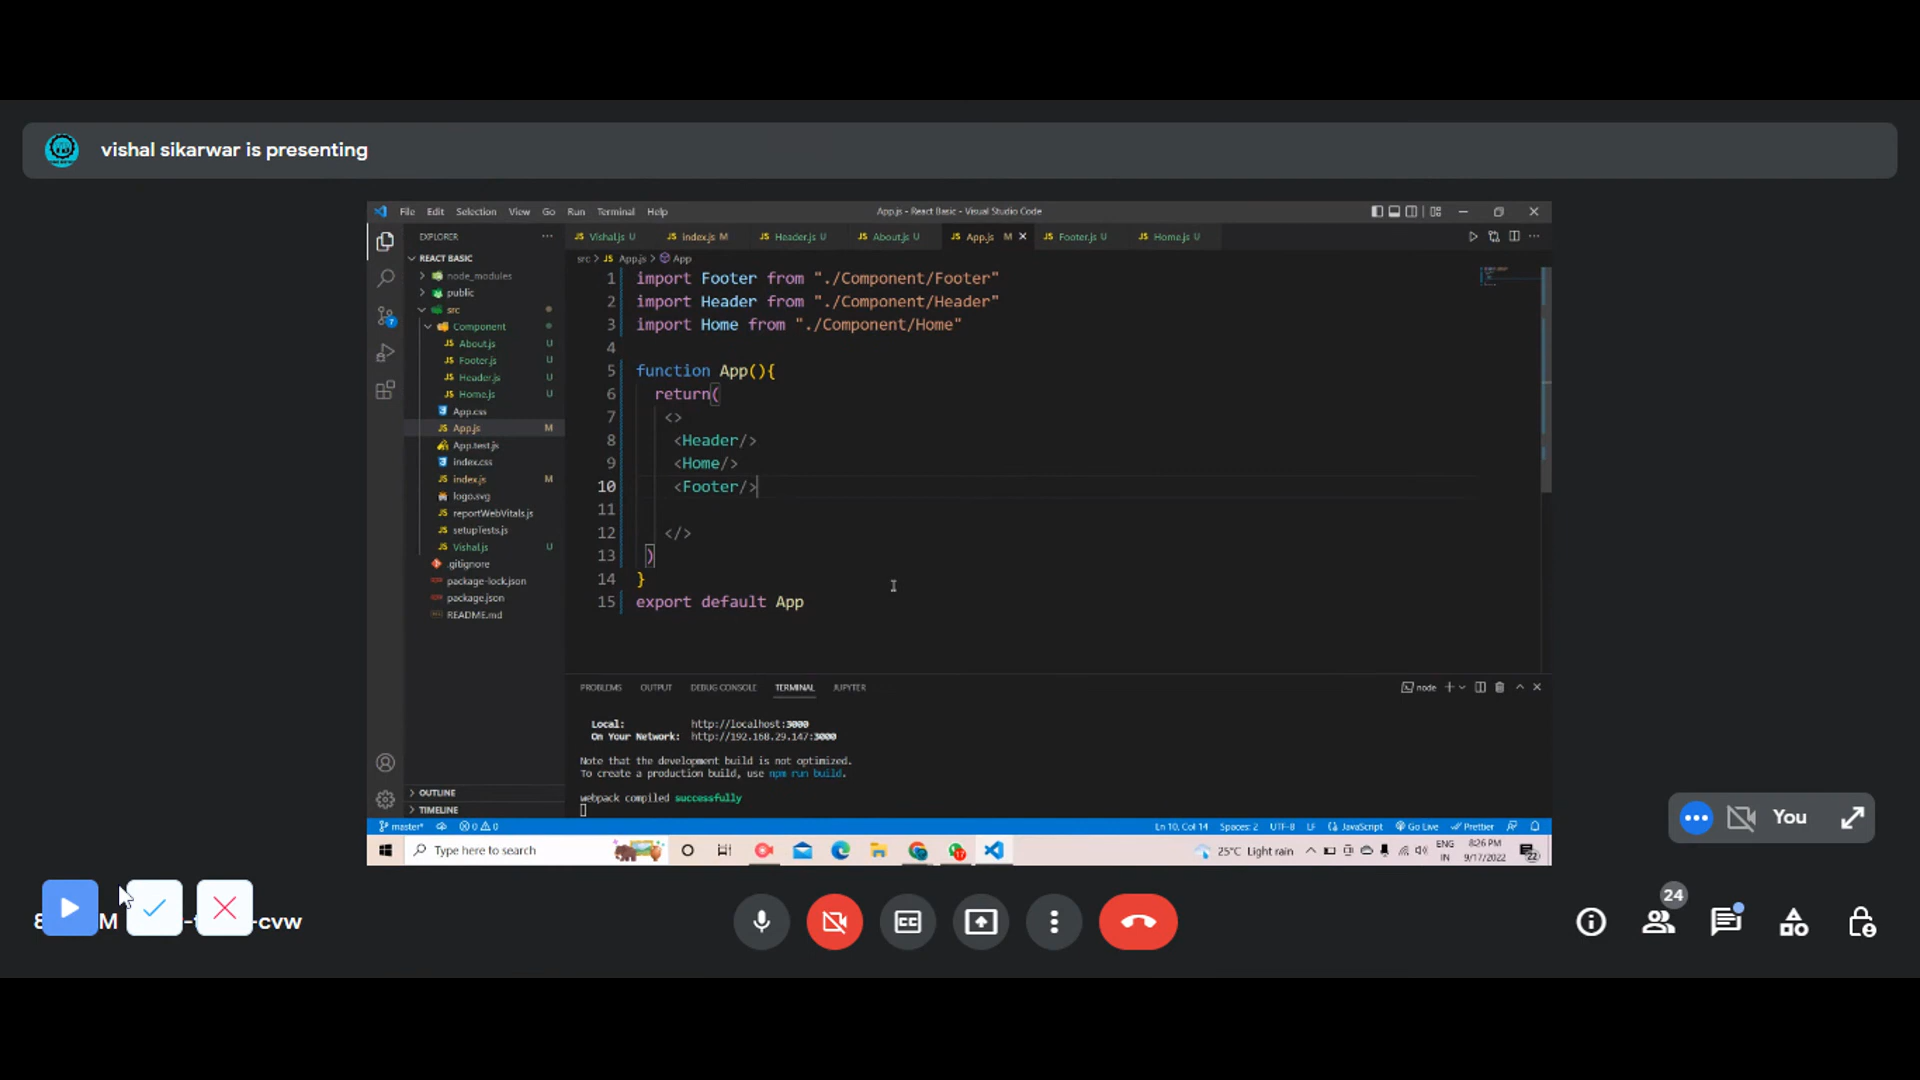 vishal sikarwar is presenting
File Edit Selection View Go Run Terminal Help
App.js - React Basic - Visual Studio Code
EXPLORER
Vishal.js U index.js M Header.js U About.js U App.js M Footer.js U Home.js U
REACT BASIC
src > App.js > App
node_modules
public
src
Component
About.js U
Footer.js U
Header.js U
Home.js U
App.css
App.js M
App.test.js
index.css
index.js M
logo.svg
reportWebVitals.js
setupTests.js
Vishal.js U
.gitignore
package-lock.json
package.json
README.md
OUTLINE
TIMELINE
1 import Footer from "./Component/Footer"
2 import Header from "./Component/Header"
3 import Home from "./Component/Home"
4
5 function App(){
6 return(
7 <>
8 <Header/>
9 <Home/>
10 <Footer/>
11
12 </>
13 )
14 }
15 export default App
PROBLEMS OUTPUT DEBUG CONSOLE TERMINAL JUPYTER
node
Local: http://localhost:3000
On Your Network: http://192.168.29.147:3000
Note that the development build is not optimized.
To create a production build, use npm run build.
webpack compiled successfully
master* 0 0
Ln 10, Col 14 Spaces: 2 UTF-8 LF JavaScript Go Live Prettier
Type here to search
25°C Light rain
ENG
IN
8:26 PM
9/17/2022
22
You
24
-cvw